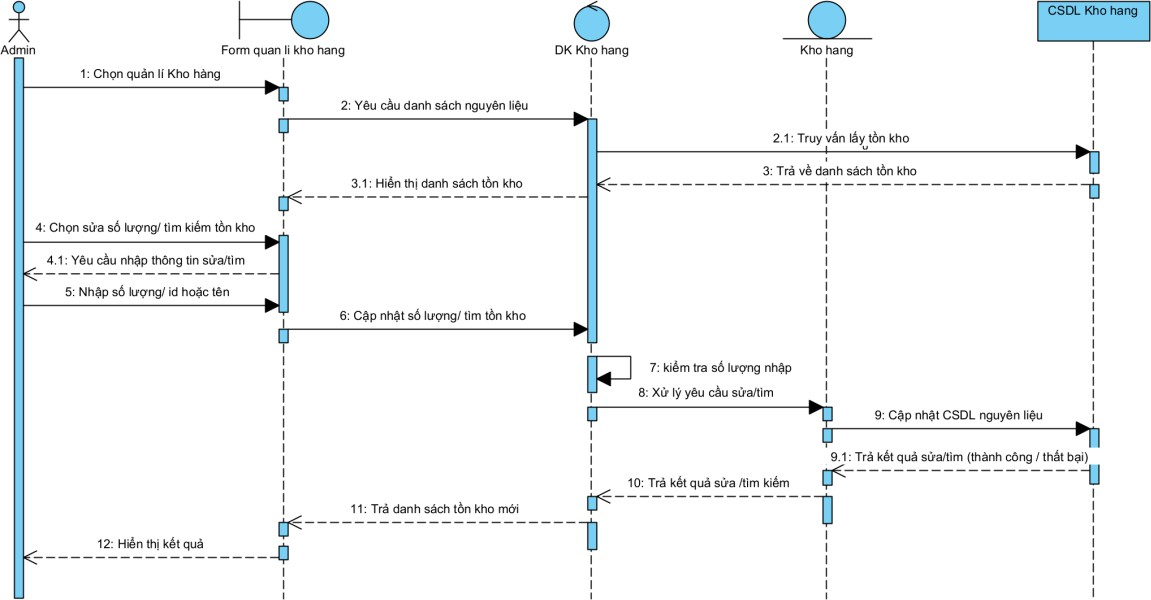 CSDL Kho hang
Admin
Form quan li kho hang
DK Kho hang
Kho hang
1: Chọn quản lí Kho hàng
2: Yêu cầu danh sách nguyên liệu
2.1: Truy vấn lấy tồn kho
3: Trả về danh sách tồn kho
3.1: Hiển thị danh sách tồn kho
4: Chọn sửa số lượng/ tìm kiếm tồn kho
4.1: Yêu cầu nhập thông tin sửa/tìm
5: Nhập số lượng/ id hoặc tên
6: Cập nhật số lượng/ tìm tồn kho
7: kiểm tra số lượng nhập
8: Xử lý yêu cầu sửa/tìm
9: Cập nhật CSDL nguyên liệu
9.1: Trả kết quả sửa/tìm (thành công / thất bại)
10: Trả kết quả sửa /tìm kiếm
11: Trả danh sách tồn kho mới
12: Hiển thị kết quả